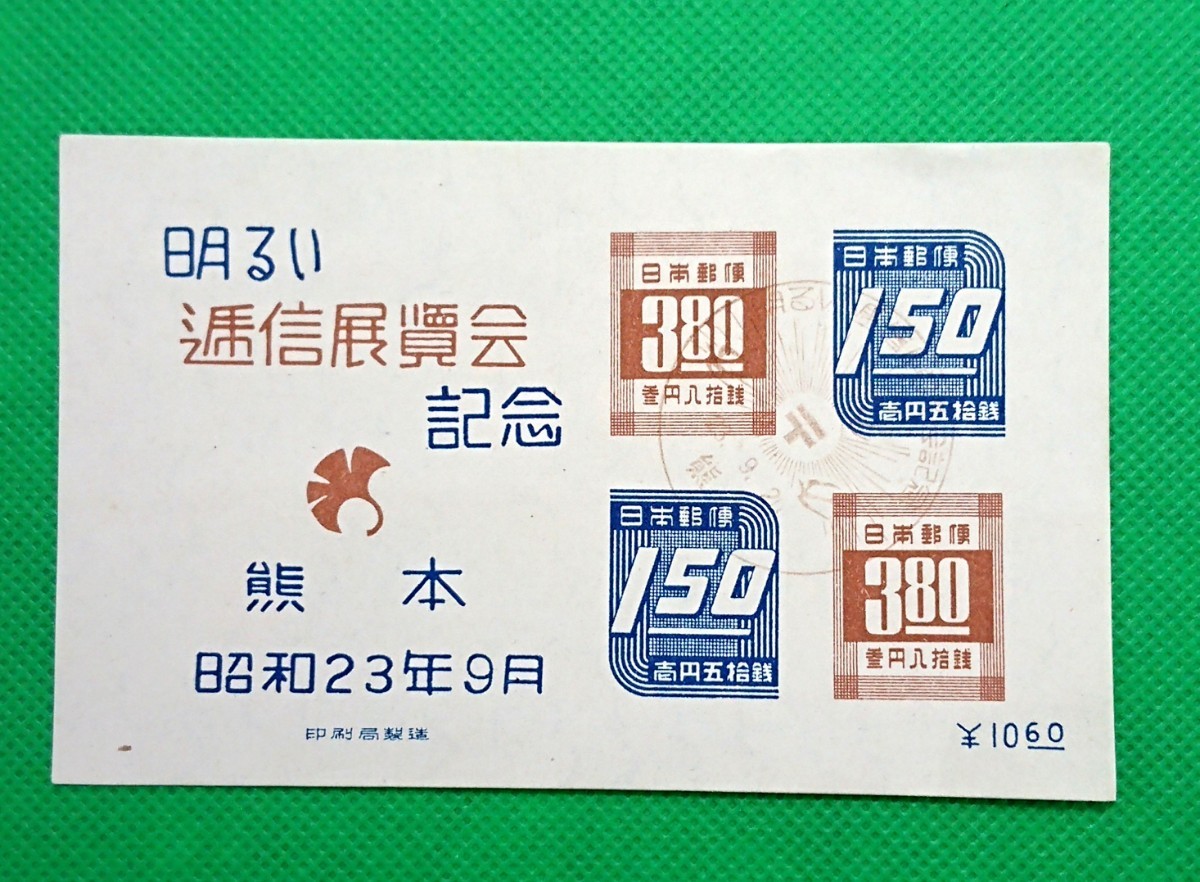 明るい
逓信展覧会
記念
熊本
昭和23年9月
印刷局製造
日本郵便
3.80
叁円八拾銭
日本郵便
1.50
壱円五拾銭
日本郵便
1.50
壱円五拾銭
日本郵便
3.80
叁円八拾銭
¥10.60